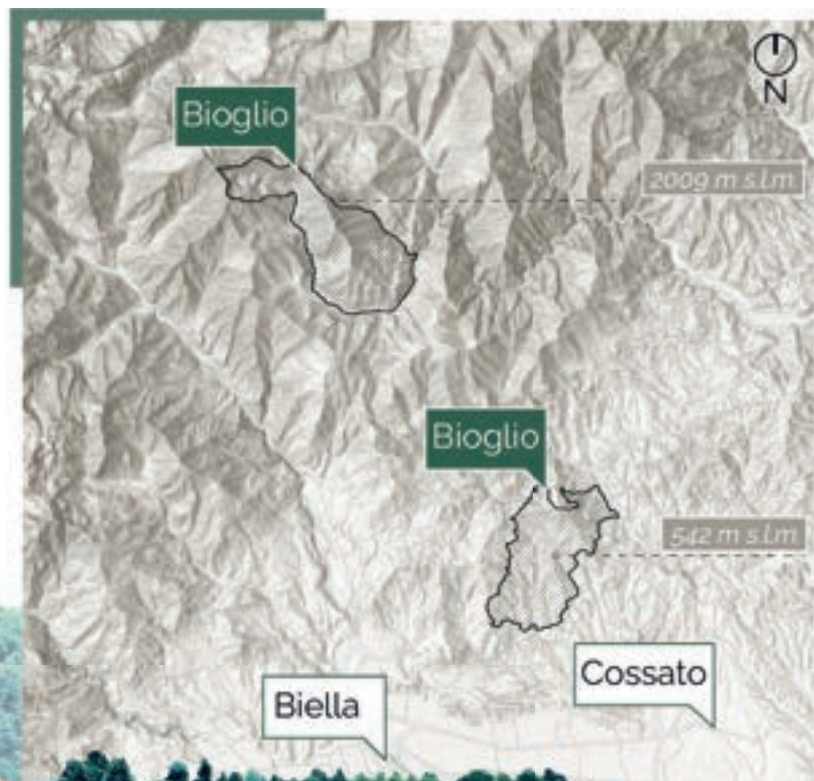 Bioglio
N
2009 m s.l.m.
Bioglio
542 m s.l.m.
Cossato
Biella